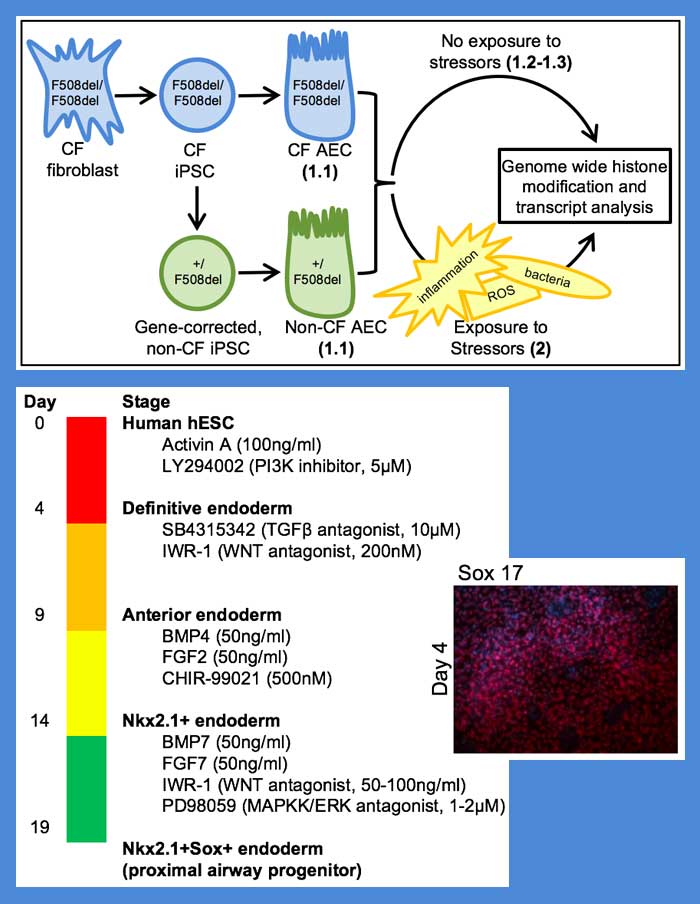 F508del/
F508del
F508del/
F508del
F508del/
F508del
CF
fibroblast
CF
iPSC
CF AEC
(1.1)
No exposure to
stressors (1.2-1.3)
Genome wide histone
modification and
transcript analysis
+/
F508del
+/
F508del
inflammation
ROS
bacteria
Gene-corrected,
non-CF iPSC
Non-CF AEC
(1.1)
Exposure to
Stressors (2)
Day Stage
0 Human hESC
Activin A (100ng/ml)
LY294002 (PI3K inhibitor, 5µM)
4 Definitive endoderm
SB4315342 (TGFβ antagonist, 10µM)
IWR-1 (WNT antagonist, 200nM)
9 Anterior endoderm
BMP4 (50ng/ml)
FGF2 (50ng/ml)
CHIR-99021 (500nM)
14 Nkx2.1+ endoderm
BMP7 (50ng/ml)
FGF7 (50ng/ml)
IWR-1 (WNT antagonist, 50-100ng/ml)
PD98059 (MAPKK/ERK antagonist, 1-2µM)
19
Nkx2.1+Sox+ endoderm
(proximal airway progenitor)
Sox 17
Day 4